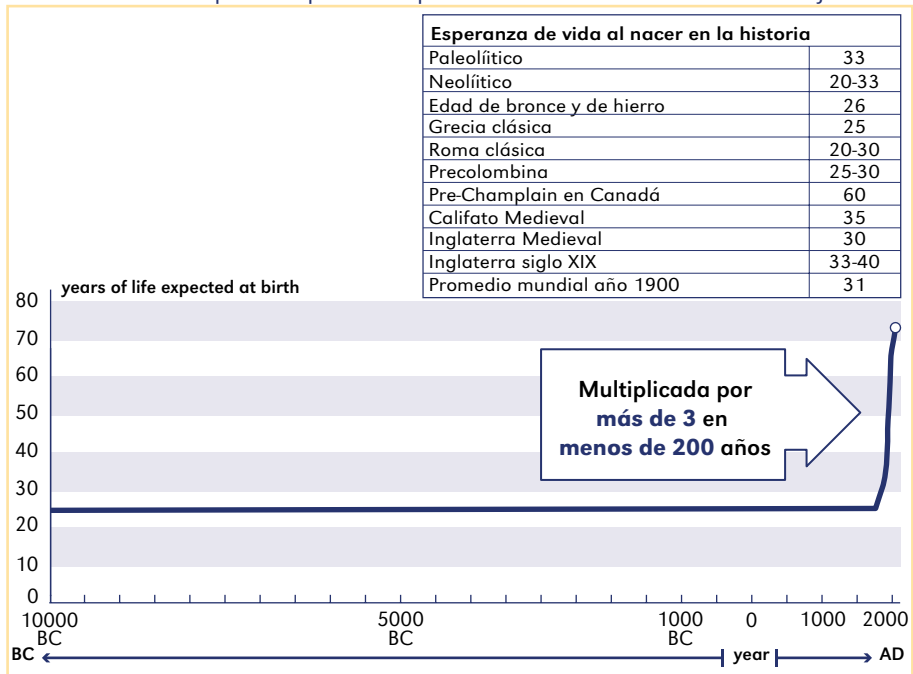 Esperanza de vida al nacer en la historia
Paleolíitico 33
Neolíitico 20-33
Edad de bronce y de hierro 26
Grecia clásica 25
Roma clásica 20-30
Precolombina 25-30
Pre-Champlain en Canadá 60
Califato Medieval 35
Inglaterra Medieval 30
Inglaterra siglo XIX 33-40
Promedio mundial año 1900 31
years of life expected at birth
80
70
60
50
40
30
20
10
0
Multiplicada por
más de 3 en
menos de 200 años
10000 5000 1000 0 1000 2000
BC BC BC
BC year AD